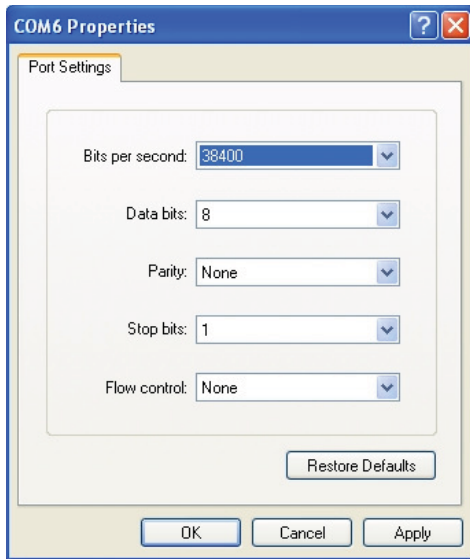 COM6 Properties
Port Settings
Bits per second: 38400
Data bits: 8
Parity: None
Stop bits: 1
Flow control: None
Restore Defaults
OK Cancel Apply